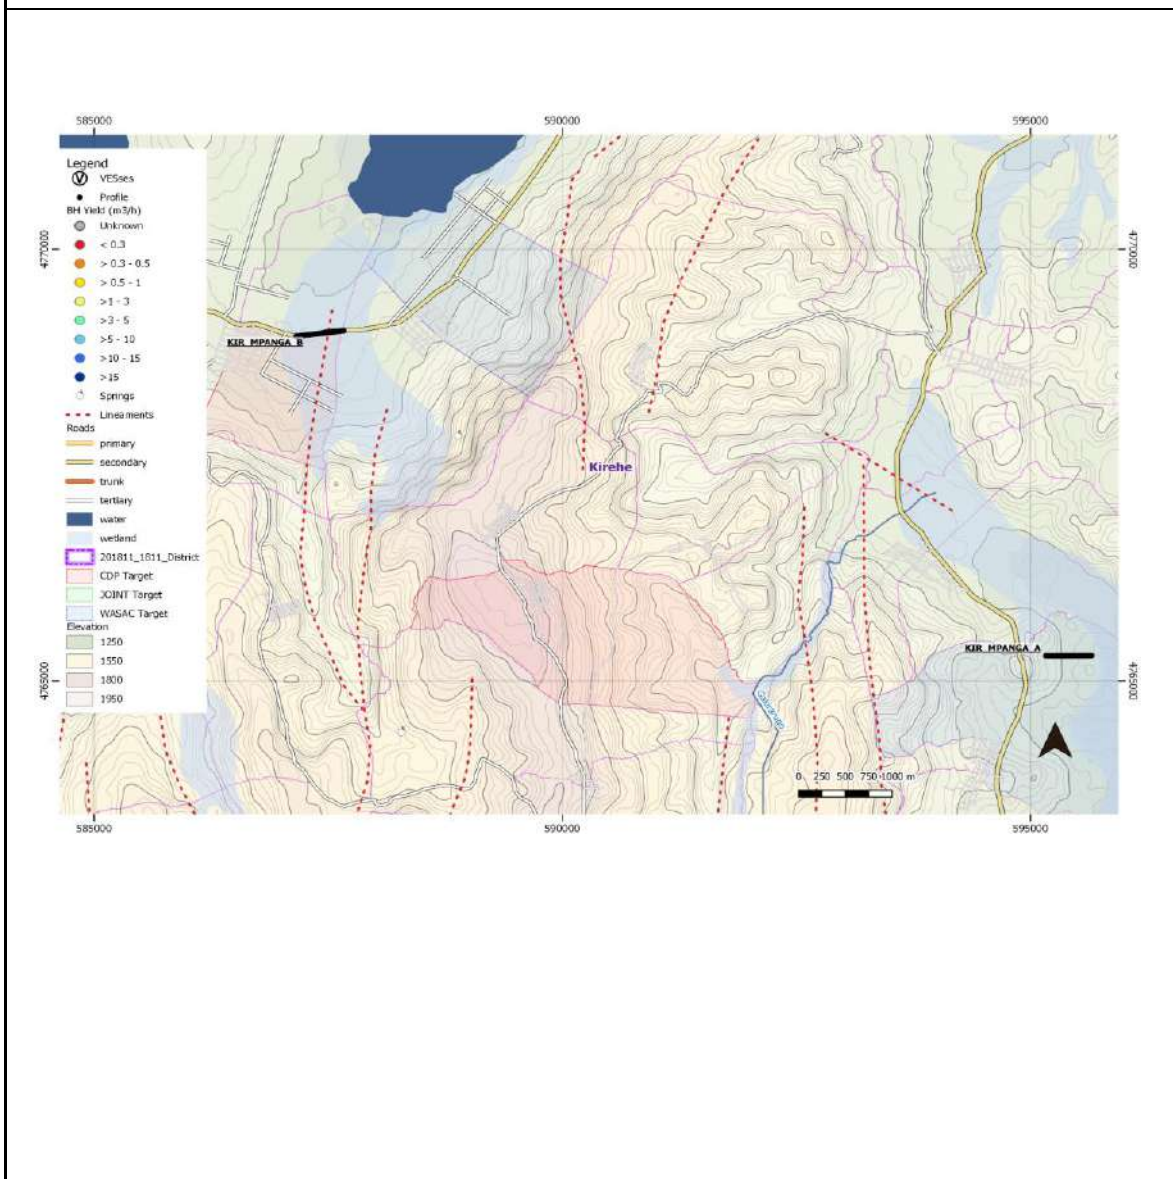 585000 590000 595000
Legend
V VESses
Profile
BH Yield (m3/h)
Unknown
< 0.3
> 0.3 - 0.5
> 0.5 - 1
>1 - 3
>3 - 5
>5 - 10
>10 - 15
>15
Springs
Lineaments
Roads
primary
secondary
trunk
tertiary
water
wetland
201811_1811_District
CDP Target
JOINT Target
WASAC Target
Elevation
1250
1550
1800
1950
4770000
4770000
KIR_MPANGA_B
Kirehe
KIR_MPANGA_A
4765000
4765000
0 250 500 750 1000 m
585000 590000 595000